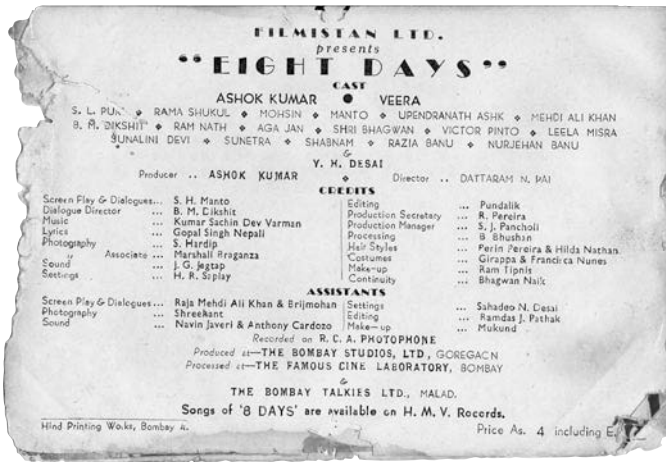 FILMISTAN LTD.
presents
"EIGHT DAYS"
CAST
ASHOK KUMAR ● VEERA
S. L. PURI ◆ RAMA SHUKUL ◆ MOHSIN ◆ MANTO ◆ UPENDRANATH ASHK ◆ MEHDI ALI KHAN
B. M. DIKSHIT ◆ RAM NATH ◆ AGA JAN ◆ SHRI BHAGWAN ◆ VICTOR PINTO ◆ LEELA MISRA
SUNALINI DEVI ◆ SUNETRA ◆ SHABNAM ◆ RAZIA BANU ◆ NURJEHAN BANU
&
Y. H. DESAI
Producer .. ASHOK KUMAR ◆ Director .. DATTARAM N. PAI
CREDITS
Screen Play & Dialogues... S. H. Manto
Dialogue Director ... B. M. Dikshit
Music ... Kumar Sachin Dev Varman
Lyrics ... Gopal Singh Nepali
Photography ... S. Hardip
" Associate ... Marshall Braganza
Sound ... J. G. Jagtap
Settings ... H. R. Saplay
Editing ... Pundalik
Production Secretary ... R. Pereira
Production Manager ... S. J. Pancholi
Processing ... B. Bhushan
Hair Styles ... Perin Pereira & Hilda Nathan
Costumes ... Girappa & Francirca Nunes
Make-up ... Ram Tipnis
Continuity ... Bhagwan Naik
ASSISTANTS
Screen Play & Dialogues... Raja Mehdi Ali Khan & Brijmohan
Photography ... Shreekant
Sound ... Navin Javeri & Anthony Cardozo
Settings ... Sahadeo N. Desai
Editing ... Ramdas J. Pathak
Make-up ... Mukund
Recorded on R. C. A. PHOTOPHONE
Produced at—THE BOMBAY STUDIOS, LTD, GOREGAON
Processed at—THE FAMOUS CINE LABORATORY, BOMBAY
&
THE BOMBAY TALKIES LTD., MALAD.
Songs of '8 DAYS' are available on H. M. V. Records.
Hind Printing Works, Bombay 4.
Price As. 4 including E.